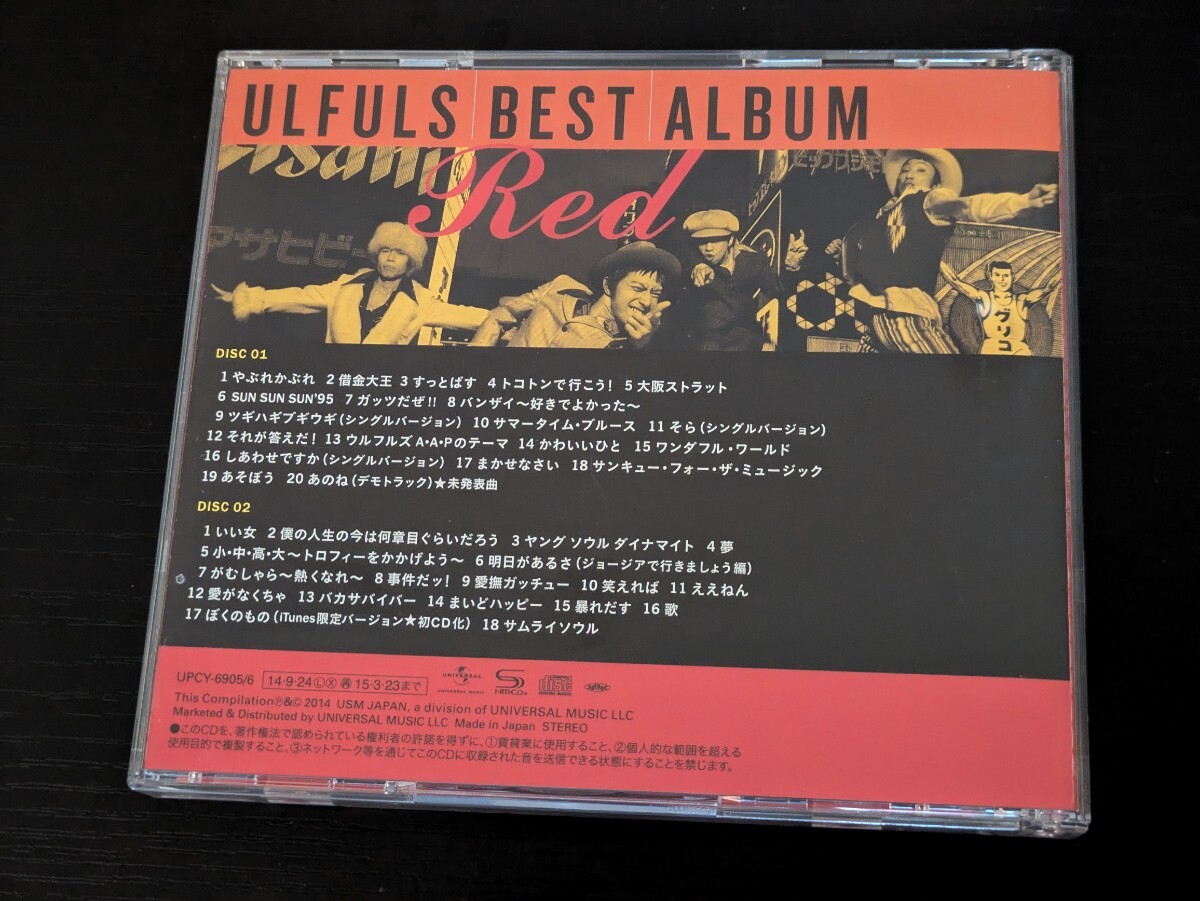 ULFULS BEST ALBUM
Red
Asahi
アサヒビー
グリコ
DISC 01
1 やぶれかぶれ 2 借金大王 3 すっとばす 4 トコトンで行こう! 5 大阪ストラット
6 SUN SUN SUN'95 7 ガッツだぜ!! 8 バンザイ〜好きでよかった〜
9 ツギハギブギウギ(シングルバージョン) 10 サマータイム・ブルース 11 そら(シングルバージョン)
12 それが答えだ! 13 ウルフルズA・A・Pのテーマ 14 かわいいひと 15 ワンダフル・ワールド
16 しあわせですか(シングルバージョン) 17 まかせなさい 18 サンキュー・フォー・ザ・ミュージック
19 あそぼう 20 あのね(デモトラック)★未発表曲
DISC 02
1 いい女 2 僕の人生の今は何章目ぐらいだろう 3 ヤング ソウル ダイナマイト 4 夢
5 小・中・高・大〜トロフィーをかかげよう〜 6 明日があるさ(ジョージアで行きましょう編)
7 がむしゃら〜熱くなれ〜 8 事件だッ! 9 愛撫ガッチュー 10 笑えれば 11 ええねん
12 愛がなくちゃ 13 バカサバイバー 14 まいどハッピー 15 暴れだす 16 歌
17 ぼくのもの(iTunes限定バージョン★初CD化) 18 サムライソウル
UPCY-6905/6 14・9・24 Ⓛ Ⓧ ㊕ 15・3・23まで UNIVERSAL UNIVERSAL MUSIC SHM-CD disc
This Compilation℗&© 2014 USM JAPAN, a division of UNIVERSAL MUSIC LLC
Marketed & Distributed by UNIVERSAL MUSIC LLC Made in Japan STEREO
●このCDを、著作権法で認められている権利者の許諾を得ずに、①賃貸業に使用すること、②個人的な範囲を超える
使用目的で複製すること、③ネットワーク等を通じてこのCDに収録された音を送信できる状態にすることを禁じます。